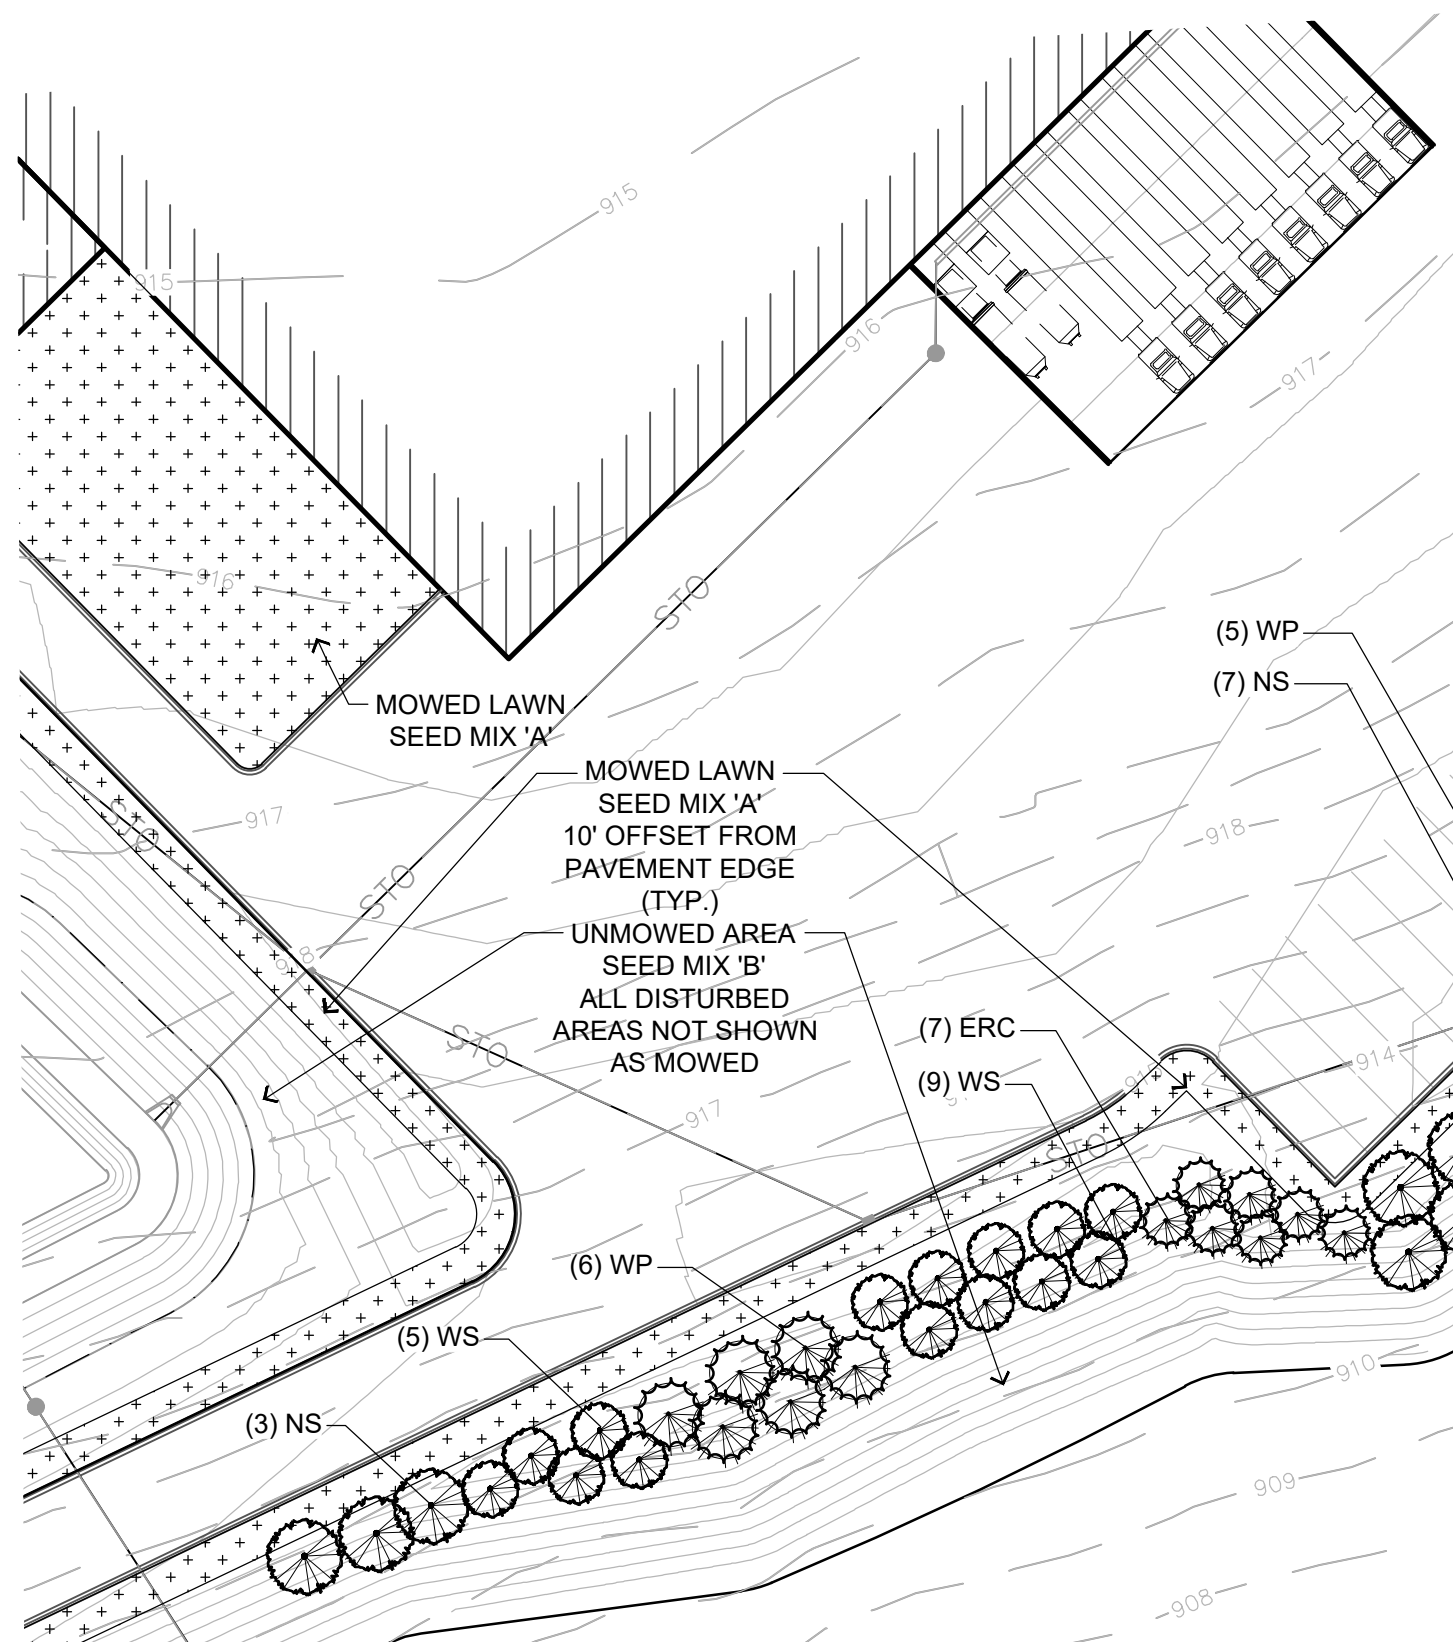 915
915
916
917
STO
916
(5) WP
(7) NS
MOWED LAWN
SEED MIX 'A'
MOWED LAWN
SEED MIX 'A'
10' OFFSET FROM
PAVEMENT EDGE
(TYP.)
UNMOWED AREA
SEED MIX 'B'
ALL DISTURBED
AREAS NOT SHOWN
AS MOWED
917
STO
STO
918
STO
(7) ERC
(9) WS
914
917
STO
(6) WP
(5) WS
(3) NS
910
909
908